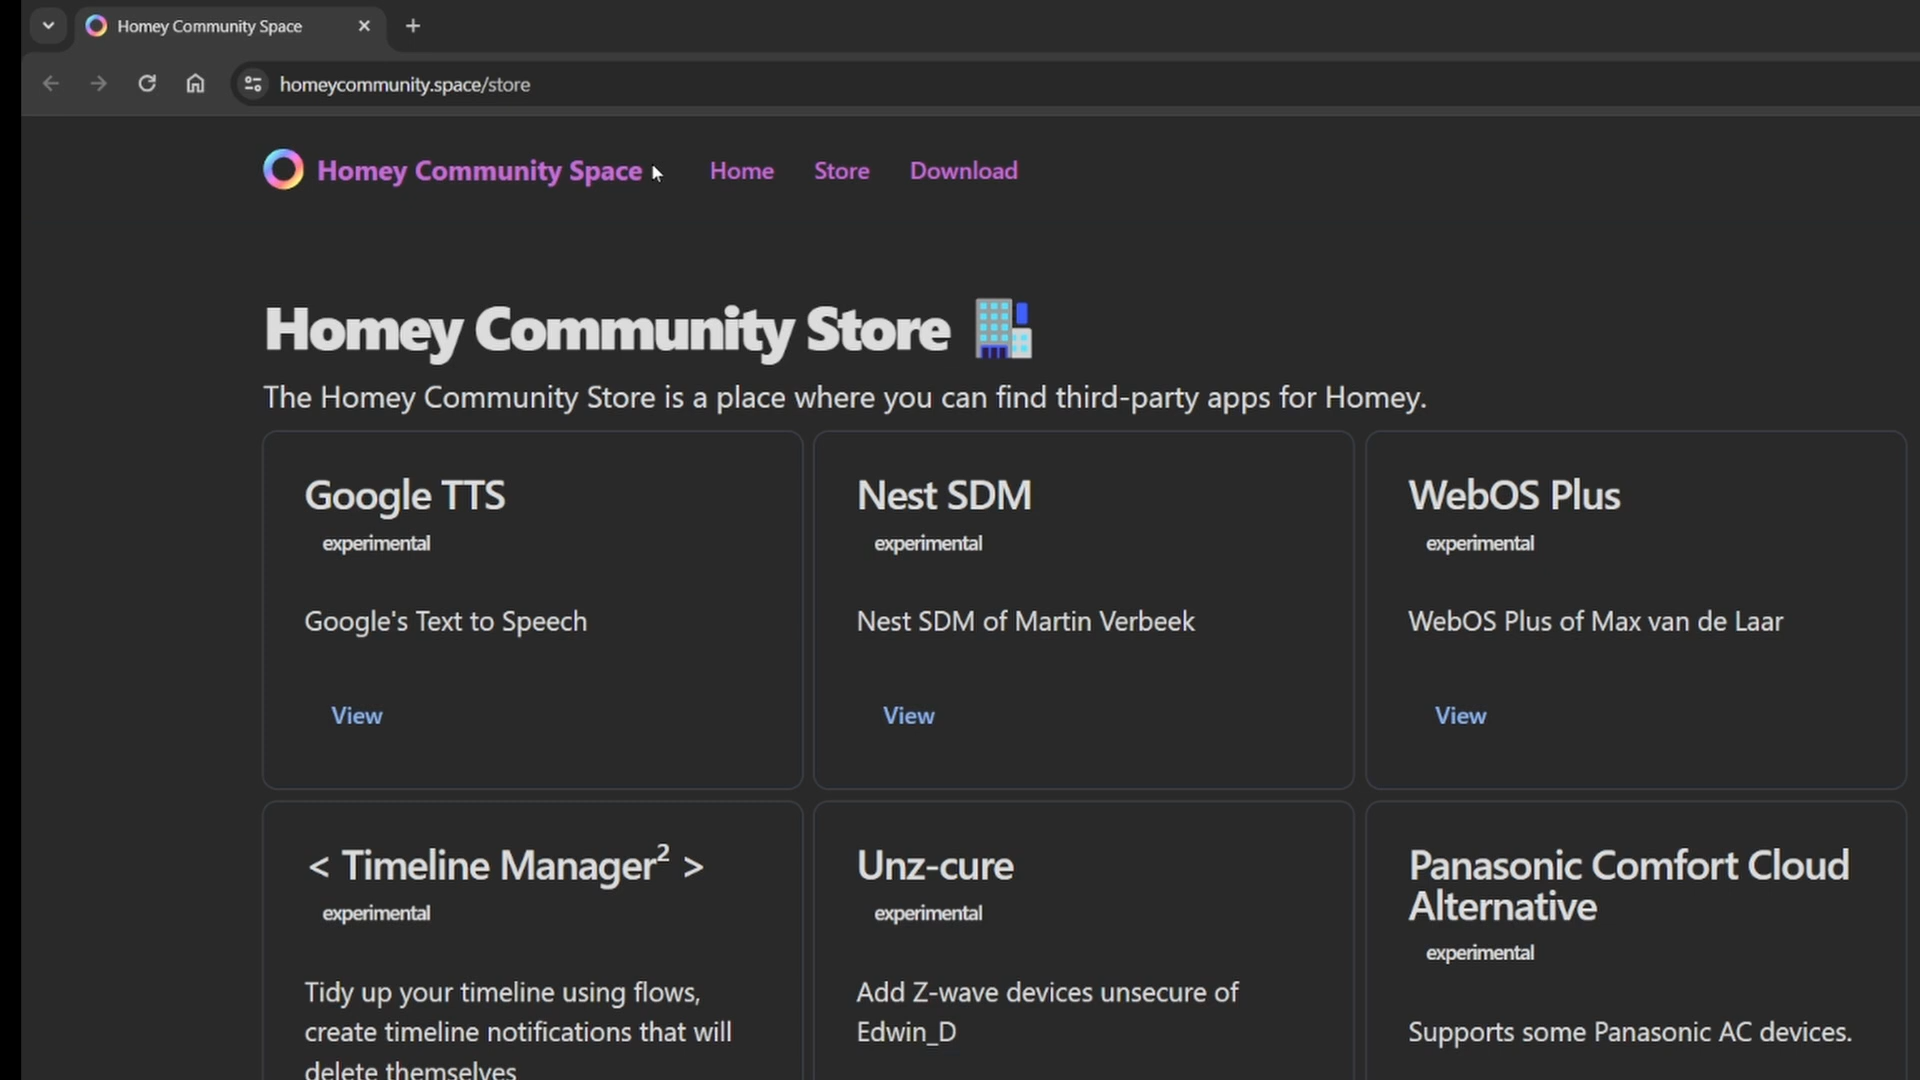 Homey Community Space
homeycommunity.space/store
Homey Community Space Home Store Download
Homey Community Store
The Homey Community Store is a place where you can find third-party apps for Homey.
Google TTS
experimental
Google's Text to Speech
View
Nest SDM
experimental
Nest SDM of Martin Verbeek
View
WebOS Plus
experimental
WebOS Plus of Max van de Laar
View
< Timeline Manager² >
experimental
Tidy up your timeline using flows,
create timeline notifications that will
delete themselves
Unz-cure
experimental
Add Z-wave devices unsecure of
Edwin_D
Panasonic Comfort Cloud
Alternative
experimental
Supports some Panasonic AC devices.